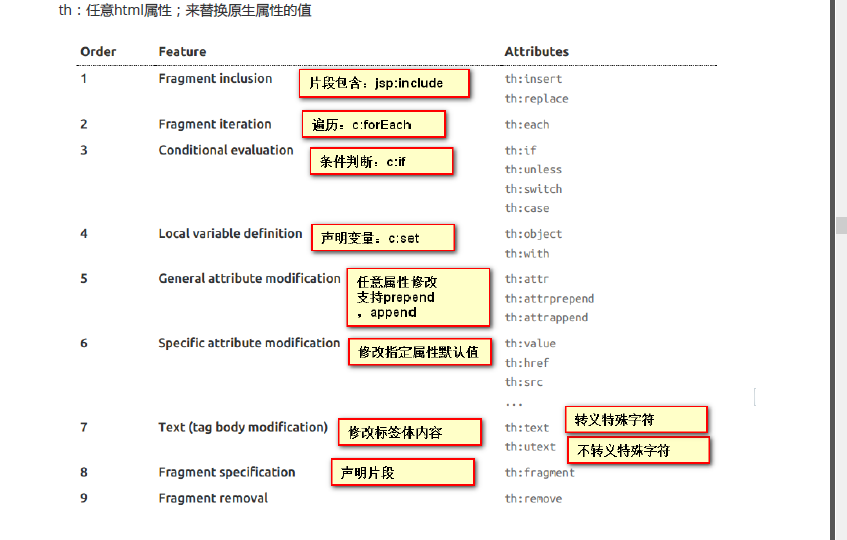 th：任意html属性；来替换原生属性的值
Order Feature Attributes
1 Fragment inclusion 片段包含：jsp:include th:insert
th:replace
2 Fragment iteration 遍历：c:forEach th:each
3 Conditional evaluation 条件判断：c:if th:if
th:unless
th:switch
th:case
4 Local variable definition 声明变量：c:set th:object
th:with
5 General attribute modification 任意属性修改 th:attr
支持prepend th:attrprepend
，append th:attrappend
6 Specific attribute modification 修改指定属性默认值 th:value
th:href
th:src
...
7 Text (tag body modification) 修改标签体内容 th:text 转义特殊字符
th:utext 不转义特殊字符
8 Fragment specification 声明片段 th:fragment
9 Fragment removal th:remove